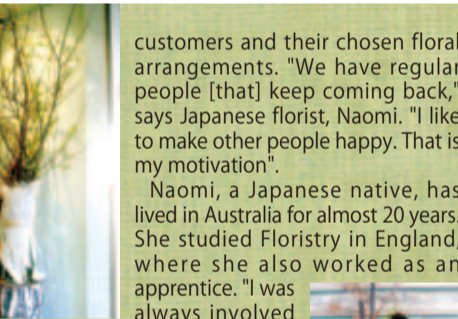 customers and their chosen floral
arrangements. "We have regular
people [that] keep coming back,"
says Japanese florist, Naomi. "I like
to make other people happy. That is
my motivation".
Naomi, a Japanese native, has
lived in Australia for almost 20 years.
She studied Floristry in England,
where she also worked as an
apprentice. "I was
always involved